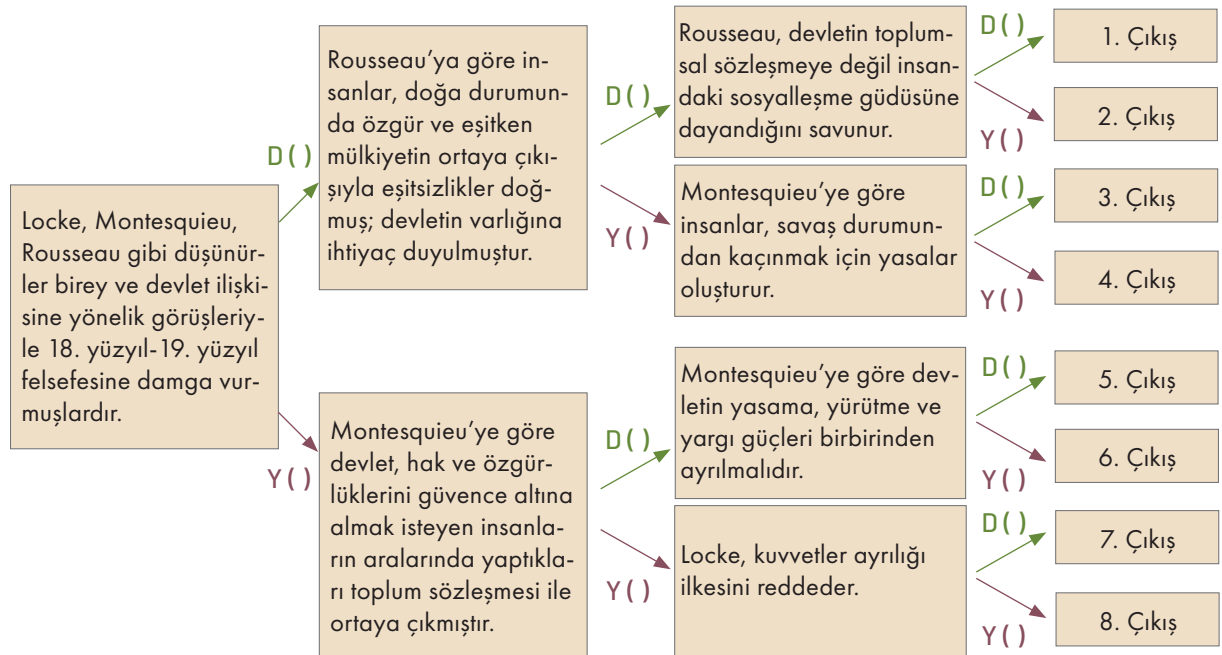 Locke, Montesquieu,
Rousseau gibi düşünür-
ler birey ve devlet ilişki-
sine yönelik görüşleriy-
le 18. yüzyıl-19. yüzyıl
felsefesine damga vur-
muşlardır.
D ( )
Y ( )
Rousseau’ya göre in-
sanlar, doğa durumun-
da özgür ve eşitken
mülkiyetin ortaya çıkı-
şıyla eşitsizlikler doğ-
muş; devletin varlığına
ihtiyaç duyulmuştur.
D ( )
Y ( )
Montesquieu’ye göre
devlet, hak ve özgür-
lüklerini güvence altına
almak isteyen insanla-
rın aralarında yaptıkla-
rı toplum sözleşmesi ile
ortaya çıkmıştır.
D ( )
Y ( )
Rousseau, devletin toplum-
sal sözleşmeye değil insan-
daki sosyalleşme güdüsüne
dayandığını savunur.
D ( )
Y ( )
Montesquieu’ye göre
insanlar, savaş durumun-
dan kaçınmak için yasalar
oluşturur.
D ( )
Y ( )
Montesquieu’ye göre dev-
letin yasama, yürütme ve
yargı güçleri birbirinden
ayrılmalıdır.
D ( )
Y ( )
Locke, kuvvetler ayrılığı
ilkesini reddeder.
D ( )
Y ( )
1. Çıkış
2. Çıkış
3. Çıkış
4. Çıkış
5. Çıkış
6. Çıkış
7. Çıkış
8. Çıkış